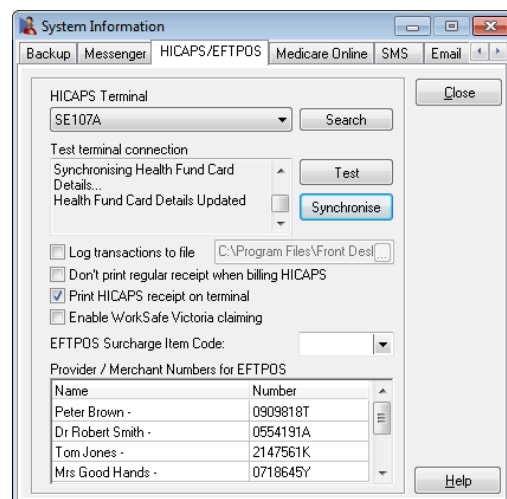 System Information
Backup Messenger HICAPS/EFTPOS Medicare Online SMS Email
HICAPS Terminal
Close
SE107A Search
Test terminal connection
Synchronising Health Fund Card
Details...
Health Fund Card Details Updated
Test
Synchronise
Log transactions to file C:\Program Files\Front Desl ...
Don't print regular receipt when billing HICAPS
Print HICAPS receipt on terminal
Enable WorkSafe Victoria claiming
EFTPOS Surcharge Item Code:
Provider / Merchant Numbers for EFTPOS
Name Number
Peter Brown - 0909818T
Dr Robert Smith - 0554191A
Tom Jones - 2147561K
Mrs Good Hands - 0718645Y
Help